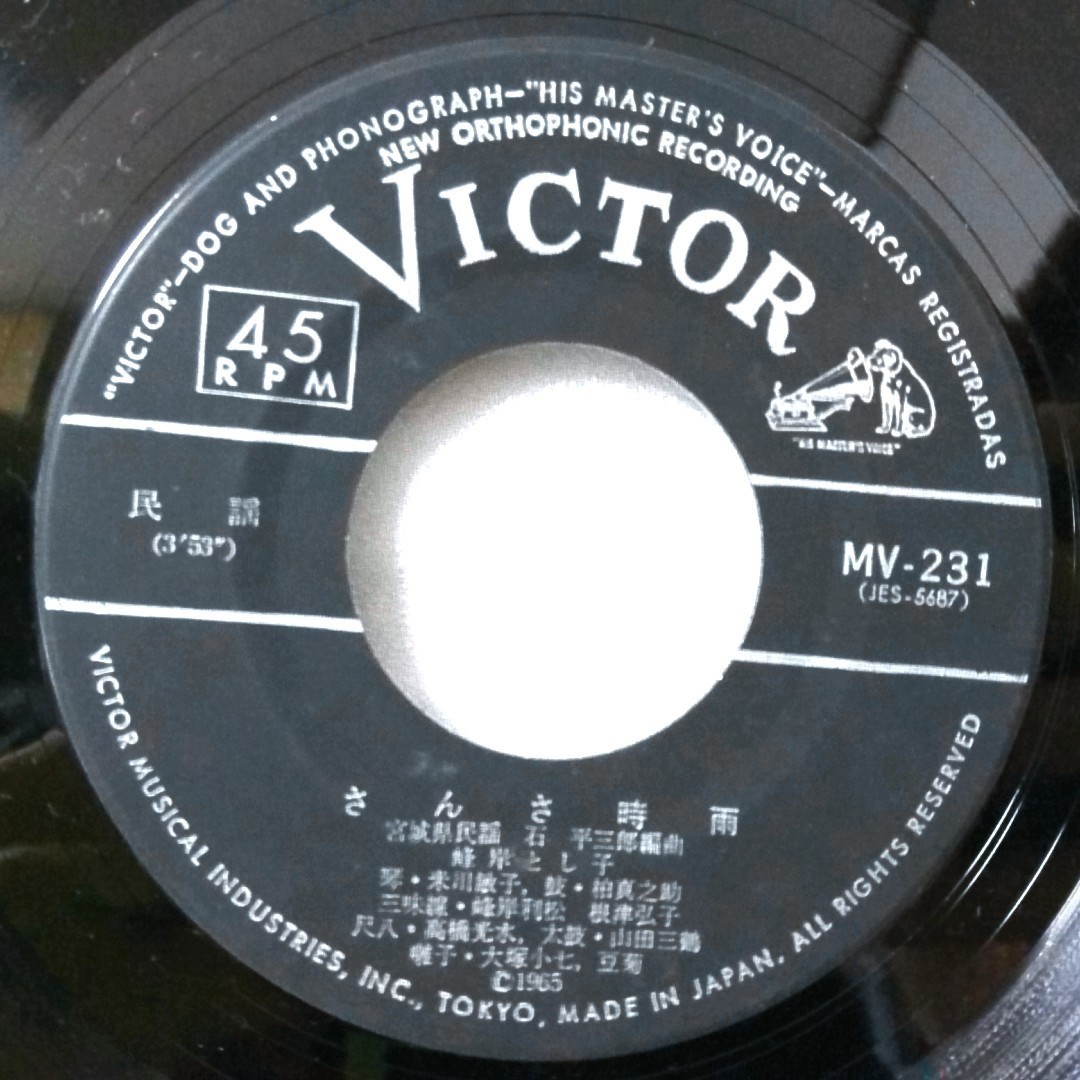 "VICTOR"–DOG AND PHONOGRAPH–"HIS MASTER'S VOICE"–MARCAS REGISTRADAS
NEW ORTHOPHONIC RECORDING
VICTOR
45
RPM
"HIS MASTER'S VOICE"
民謡
(3′53″)
MV-231
(JES-5687)
さんさ時雨
宮城県民謡 石 平三郎編曲
峰岸とし子
琴・米川敏子, 鼓・柏真之助
三味線・峰岸利松 根津弘子
尺八・高橋光水, 太鼓・山田三鶴
囃子・大塚小七, 豆菊
©1965
VICTOR MUSICAL INDUSTRIES, INC., TOKYO, MADE IN JAPAN, ALL RIGHTS RESERVED